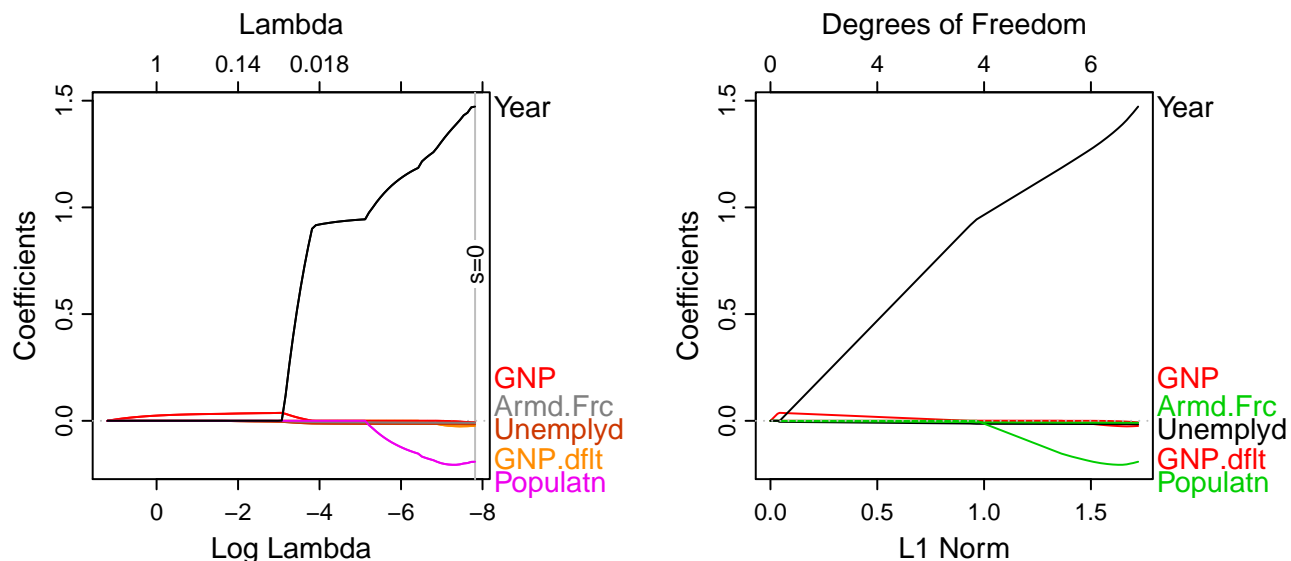 Lambda
1 0.14 0.018
Coefficients
0.0 0.5 1.0 1.5
Year
s=0
GNP
Armd.Frc
Unemplyd
GNP.dflt
Populatn
0 −2 −4 −6 −8
Log Lambda
Degrees of Freedom
0 4 4 6
Coefficients
0.0 0.5 1.0 1.5
Year
GNP
Armd.Frc
Unemplyd
GNP.dflt
Populatn
0.0 0.5 1.0 1.5
L1 Norm